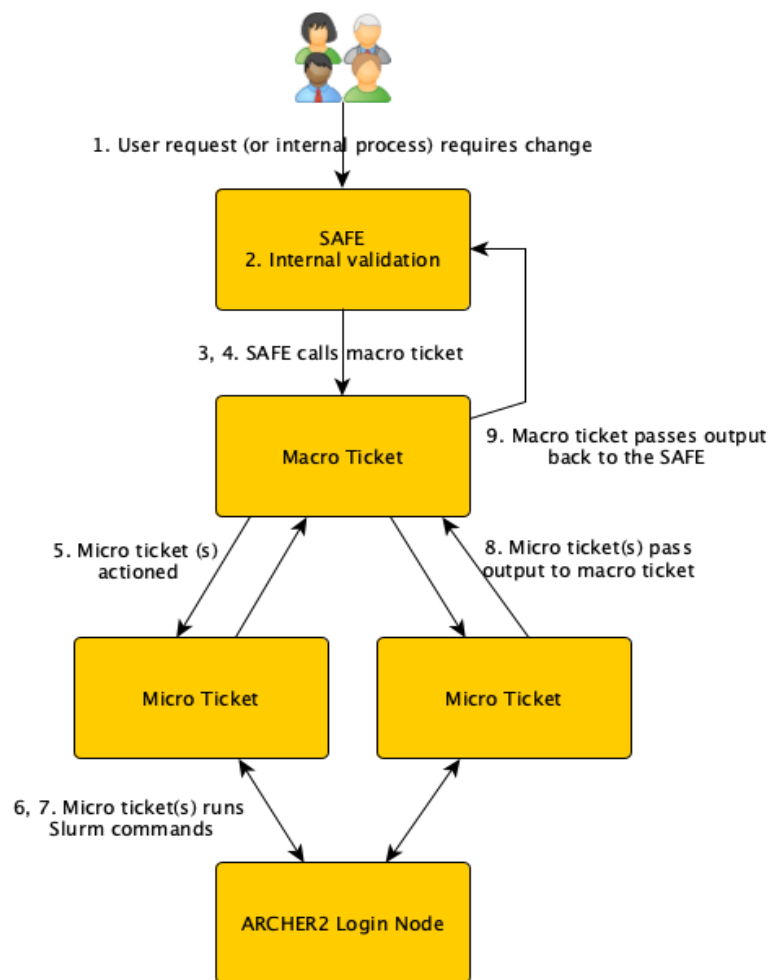 1. User request (or internal process) requires change
SAFE
2. Internal validation
3, 4. SAFE calls macro ticket
Macro Ticket
9. Macro ticket passes output
back to the SAFE
5. Micro ticket (s)
actioned
8. Micro ticket(s) pass
output to macro ticket
Micro Ticket
Micro Ticket
6, 7. Micro ticket(s) runs
Slurm commands
ARCHER2 Login Node